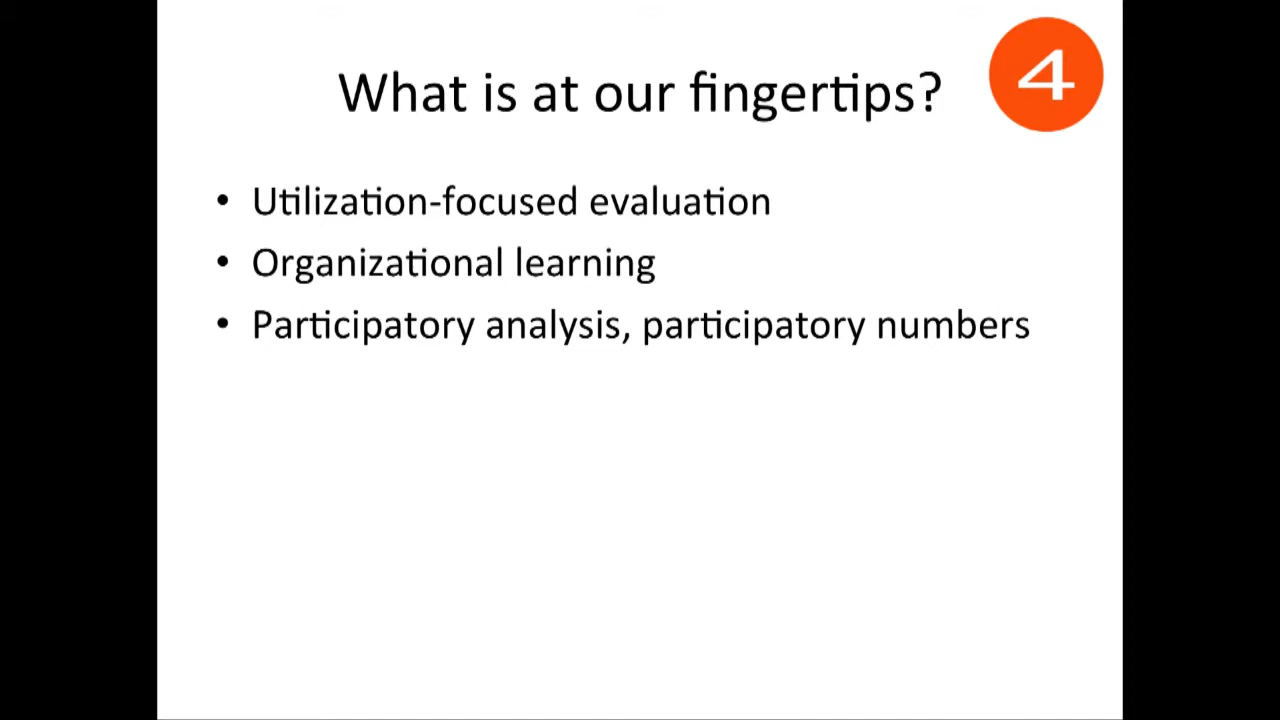 What is at our fingertips?
4
• Utilization-focused evaluation
• Organizational learning
• Participatory analysis, participatory numbers